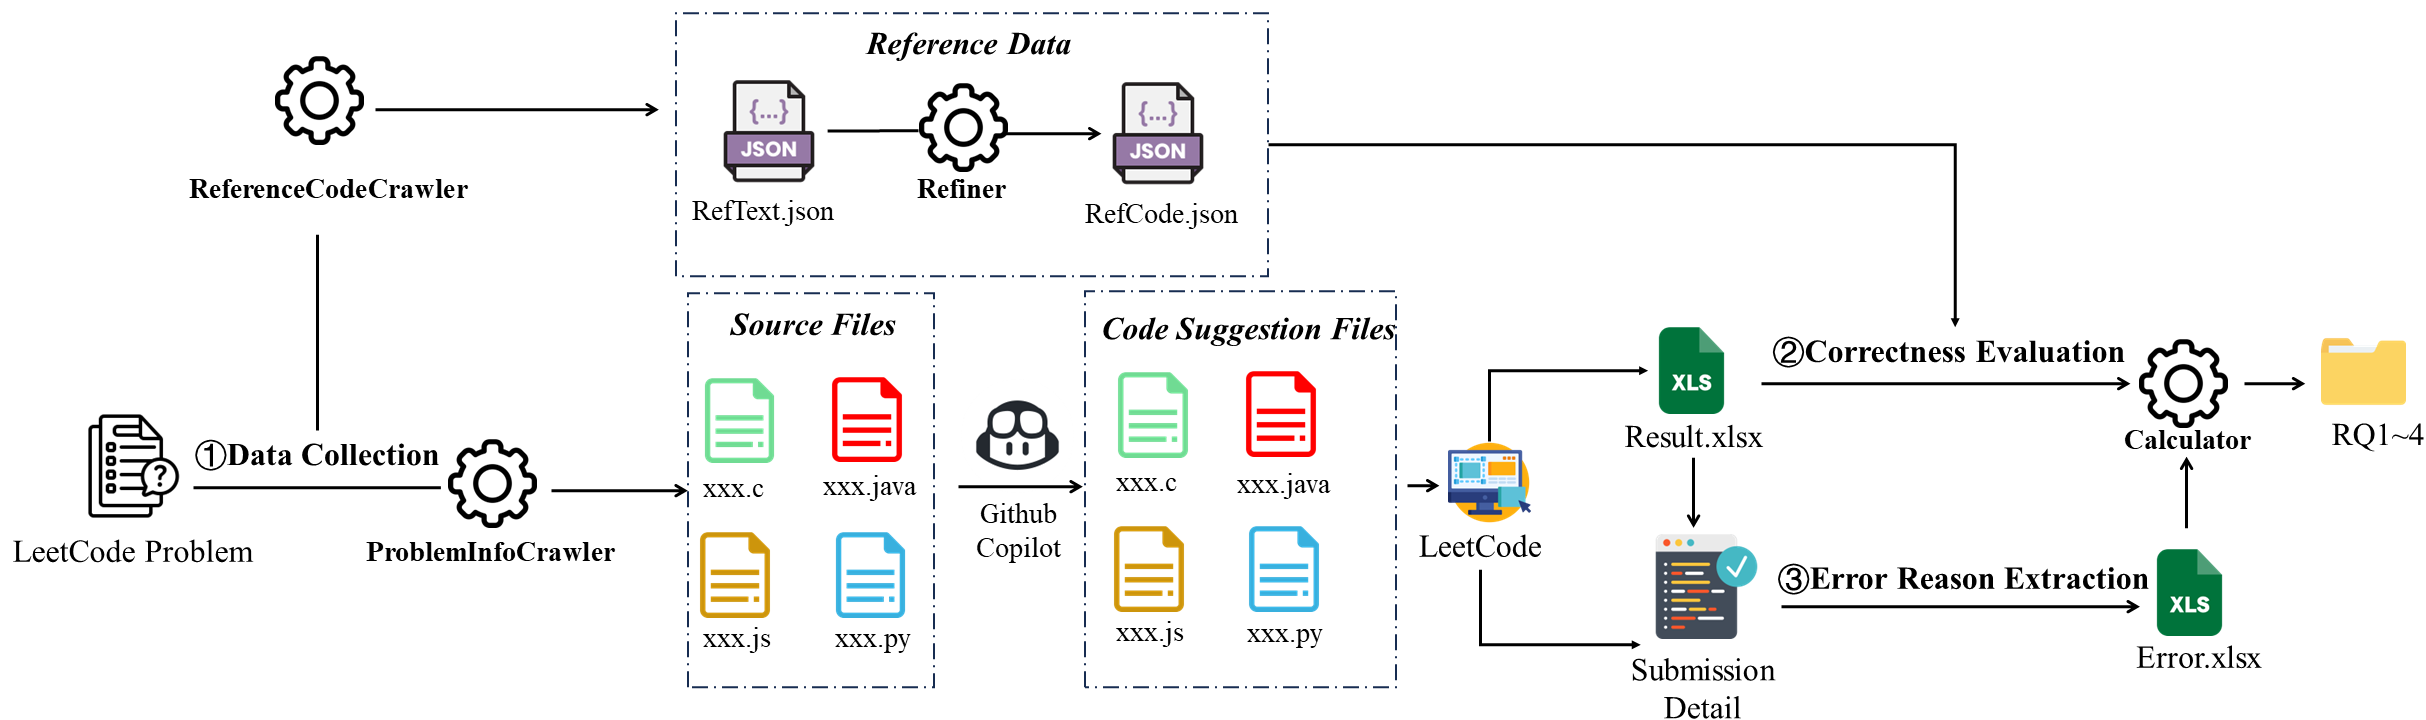 Reference Data
{...}
JSON
RefText.json
Refiner
{...}
JSON
RefCode.json
ReferenceCodeCrawler
LeetCode Problem
?
①Data Collection
ProblemInfoCrawler
Source Files
xxx.c
xxx.java
xxx.js
xxx.py
Github
Copilot
Code Suggestion Files
xxx.c
xxx.java
xxx.js
xxx.py
LeetCode
XLS
Result.xlsx
Submission
Detail
②Correctness Evaluation
Calculator
③Error Reason Extraction
XLS
Error.xlsx
RQ1~4